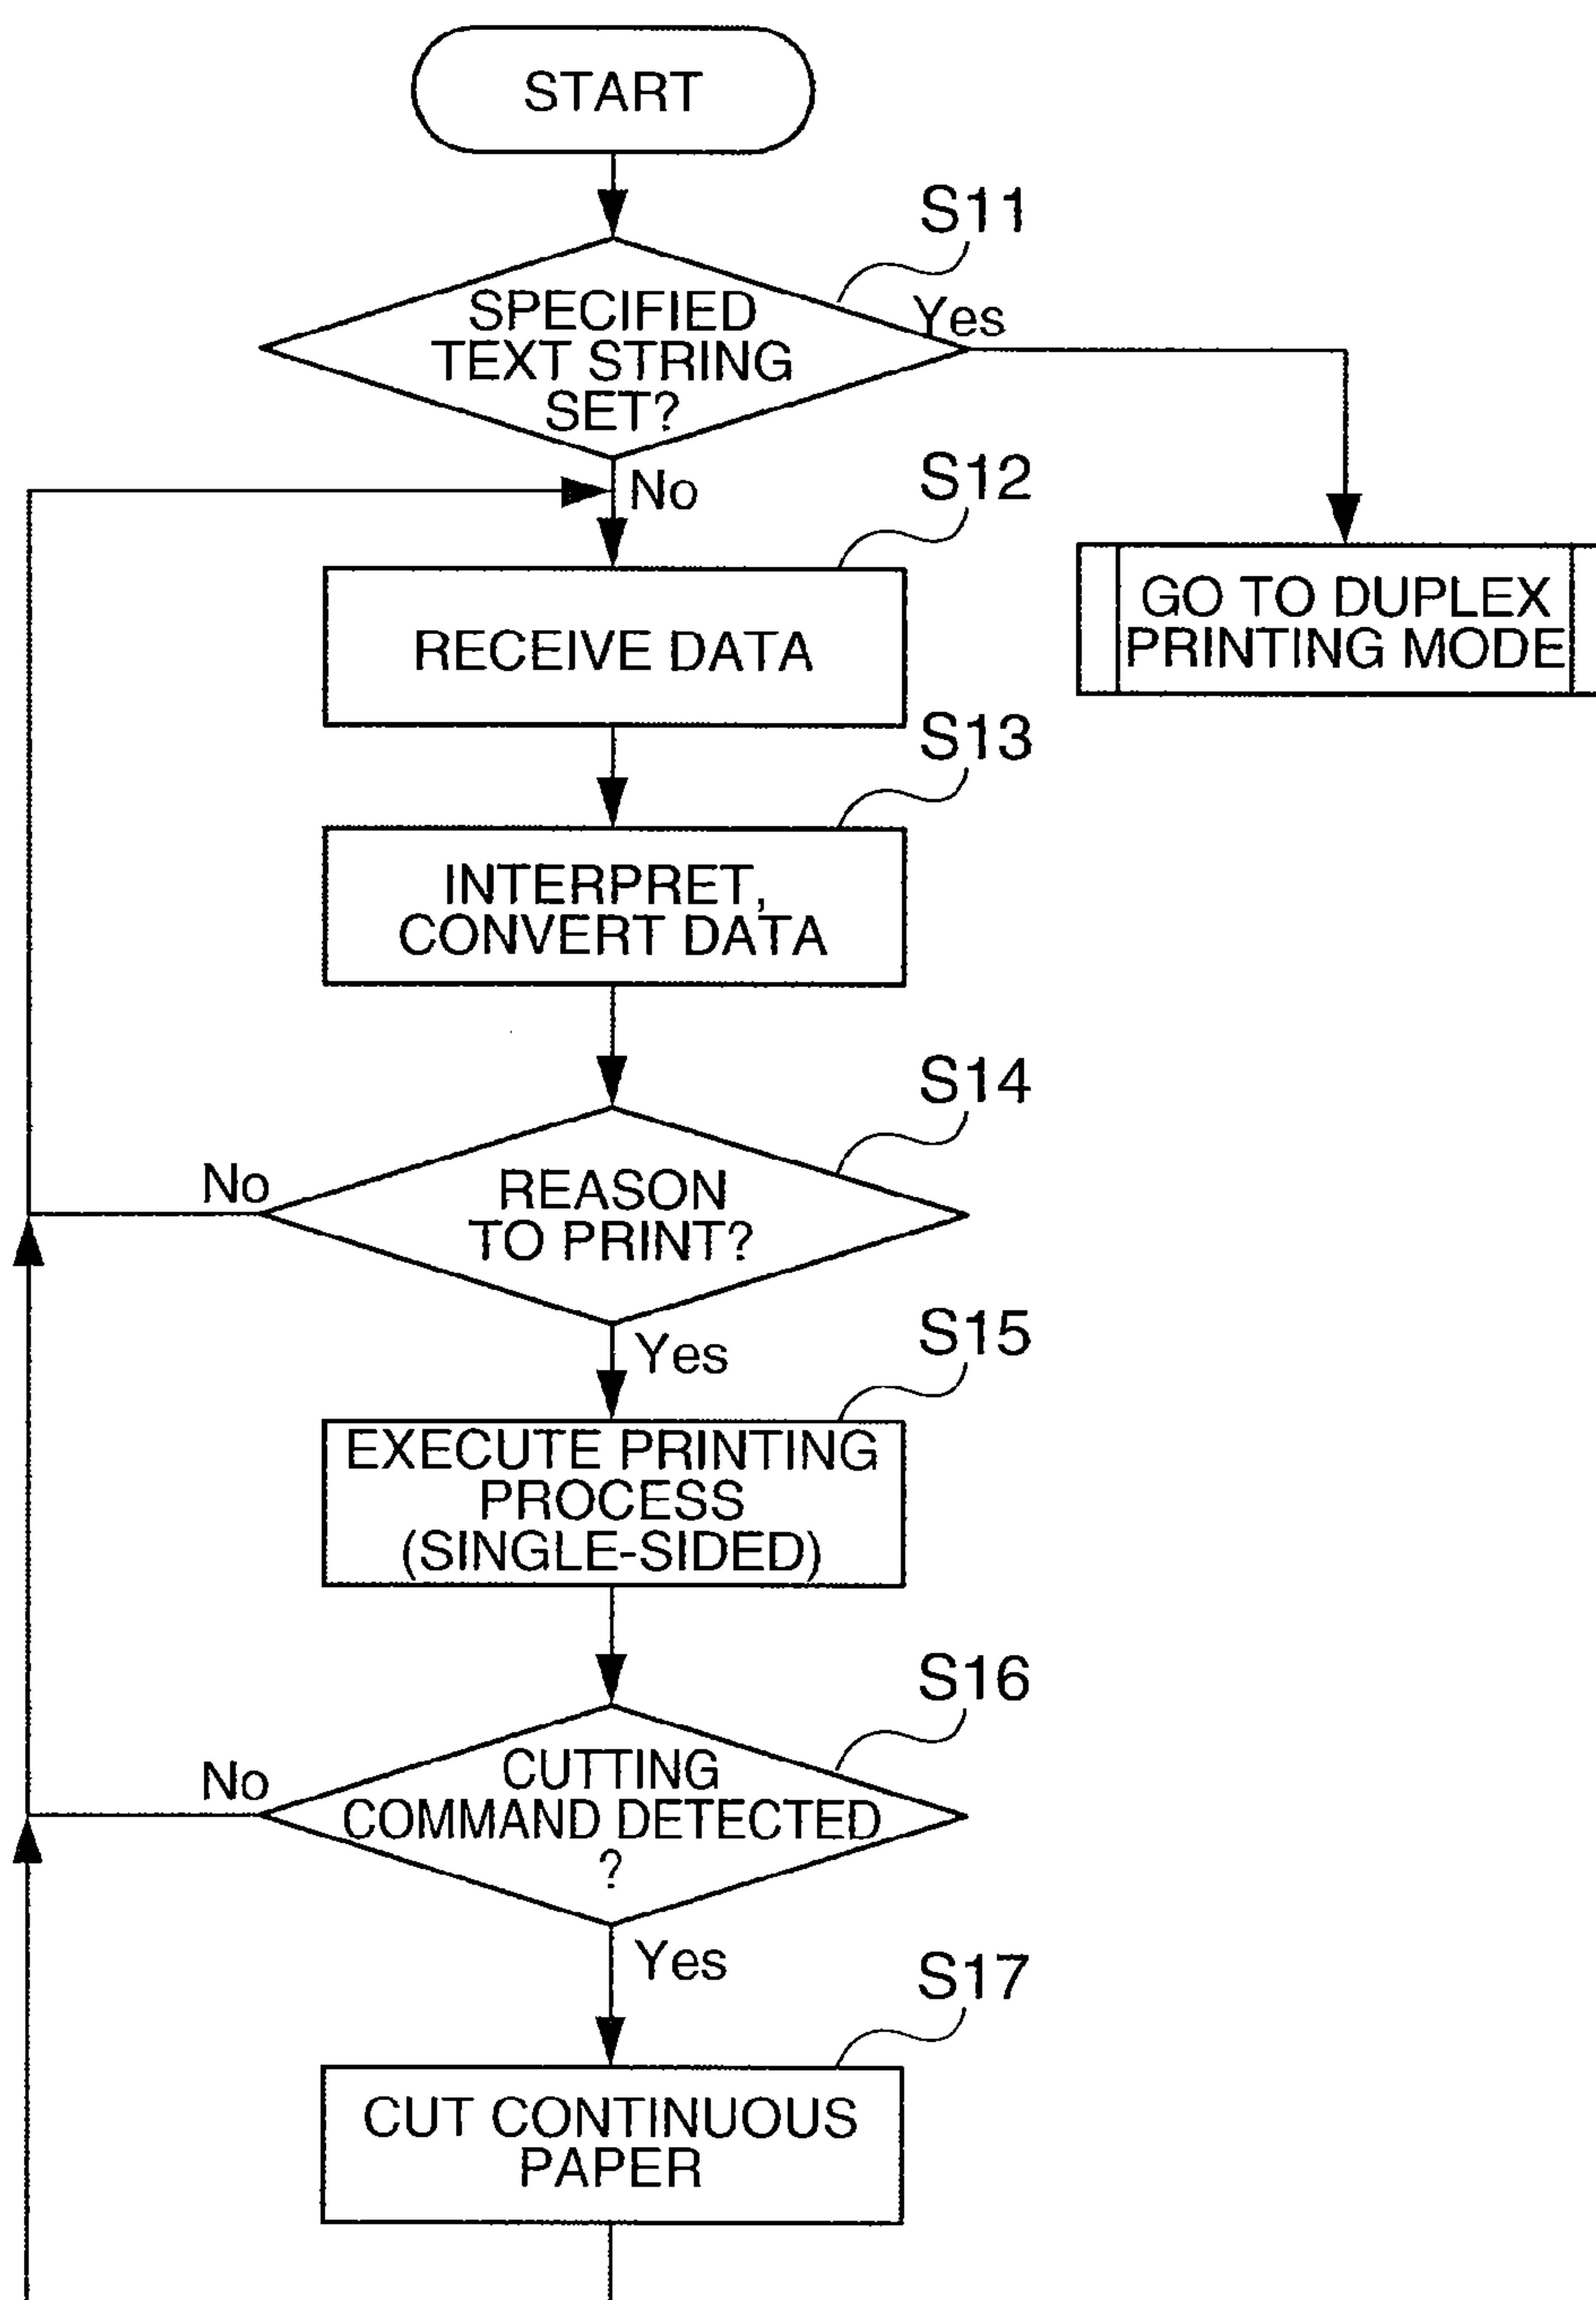 START
S11
SPECIFIED
TEXT STRING
SET?
Yes
No
S12
RECEIVE DATA
GO TO DUPLEX
PRINTING MODE
S13
INTERPRET,
CONVERT DATA
S14
No
REASON
TO PRINT?
Yes
S15
EXECUTE PRINTING
PROCESS
(SINGLE-SIDED)
S16
No
CUTTING
COMMAND DETECTED
?
Yes
S17
CUT CONTINUOUS
PAPER